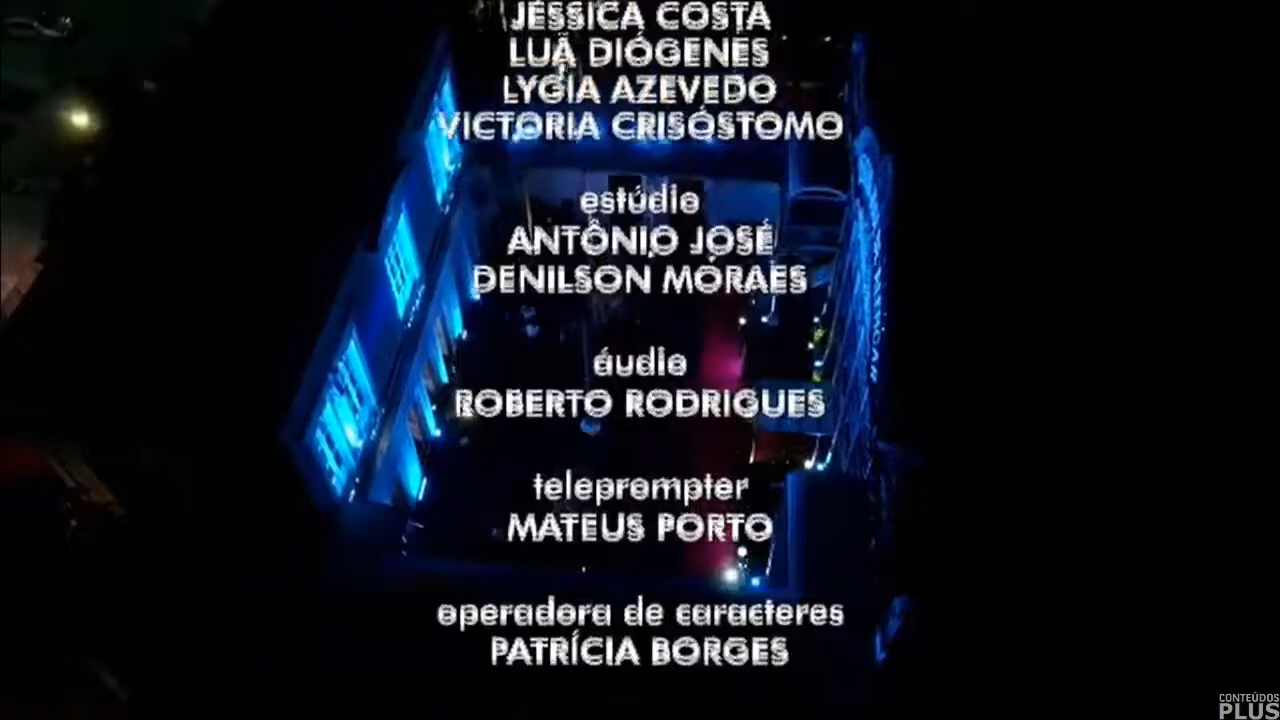 JÉSSICA COSTA
LUÃ DIÓGENES
LYGIA AZEVEDO
VICTORIA CRISÓSTOMO
estúdio
ANTÔNIO JOSÉ
DENILSON MORAES
áudio
ROBERTO RODRIGUES
teleprompter
MATEUS PORTO
operadora de caracteres
PATRÍCIA BORGES
CONTEÚDOS
PLUS